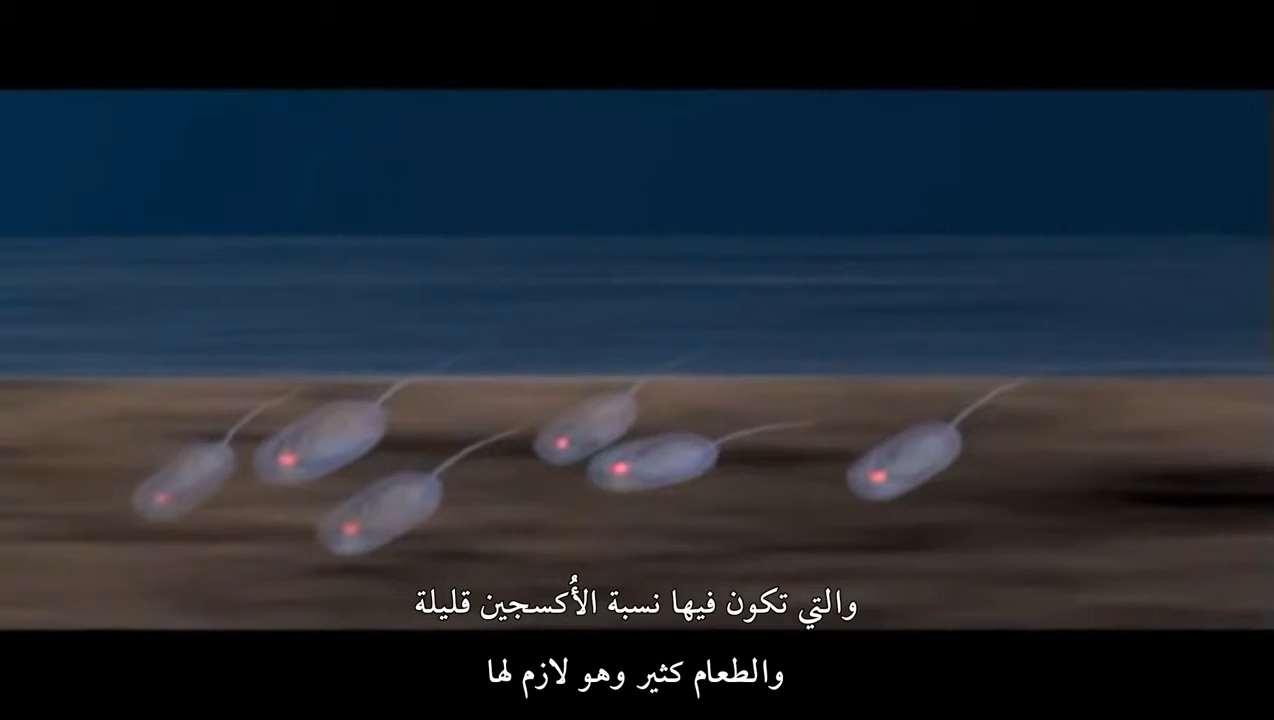 والتي تكون فيها نسبة الأُكسجين قليلة
والطعام كثير وهو لازم لها